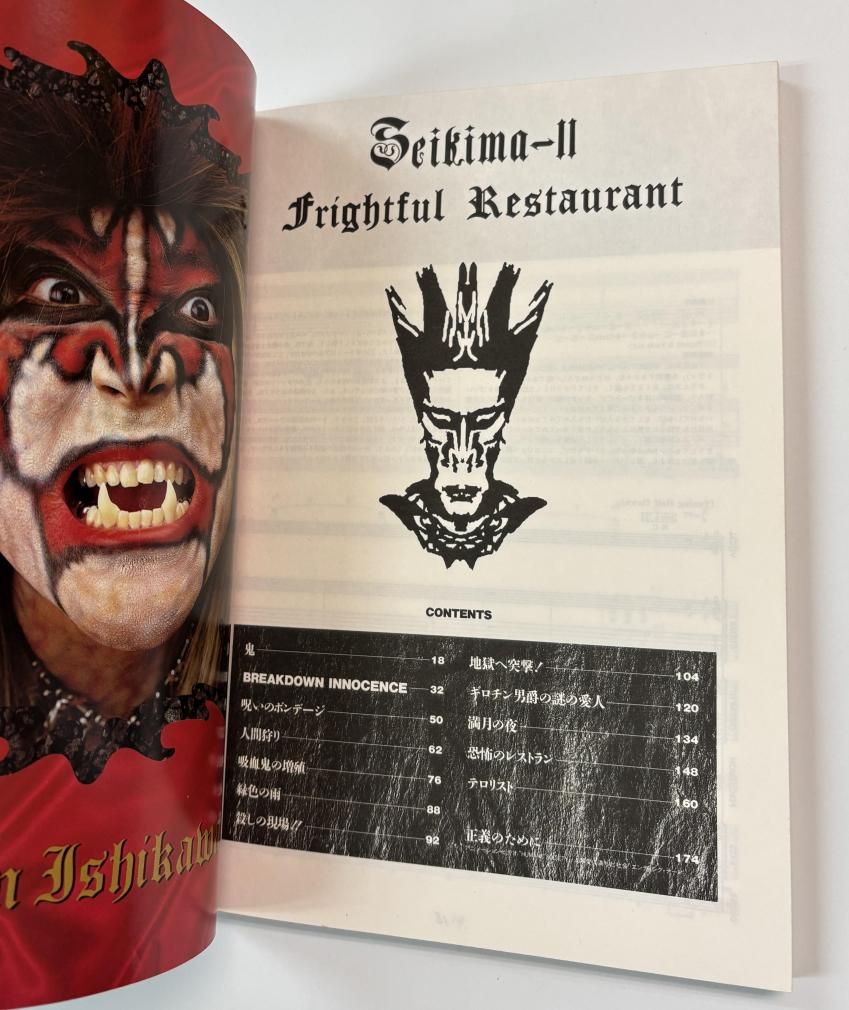 Seikima-II
Frightful Restaurant
CONTENTS
鬼 18
BREAKDOWN INNOCENCE 32
呪いのボンデージ 50
人間狩り 62
吸血鬼の増殖 76
緑色の雨 88
殺しの現場!! 92
地獄へ突撃! 104
ギロチン男爵の謎の愛人 120
満月の夜 134
恐怖のレストラン 148
テロリスト 160
正義のために 174
n Ishikawa